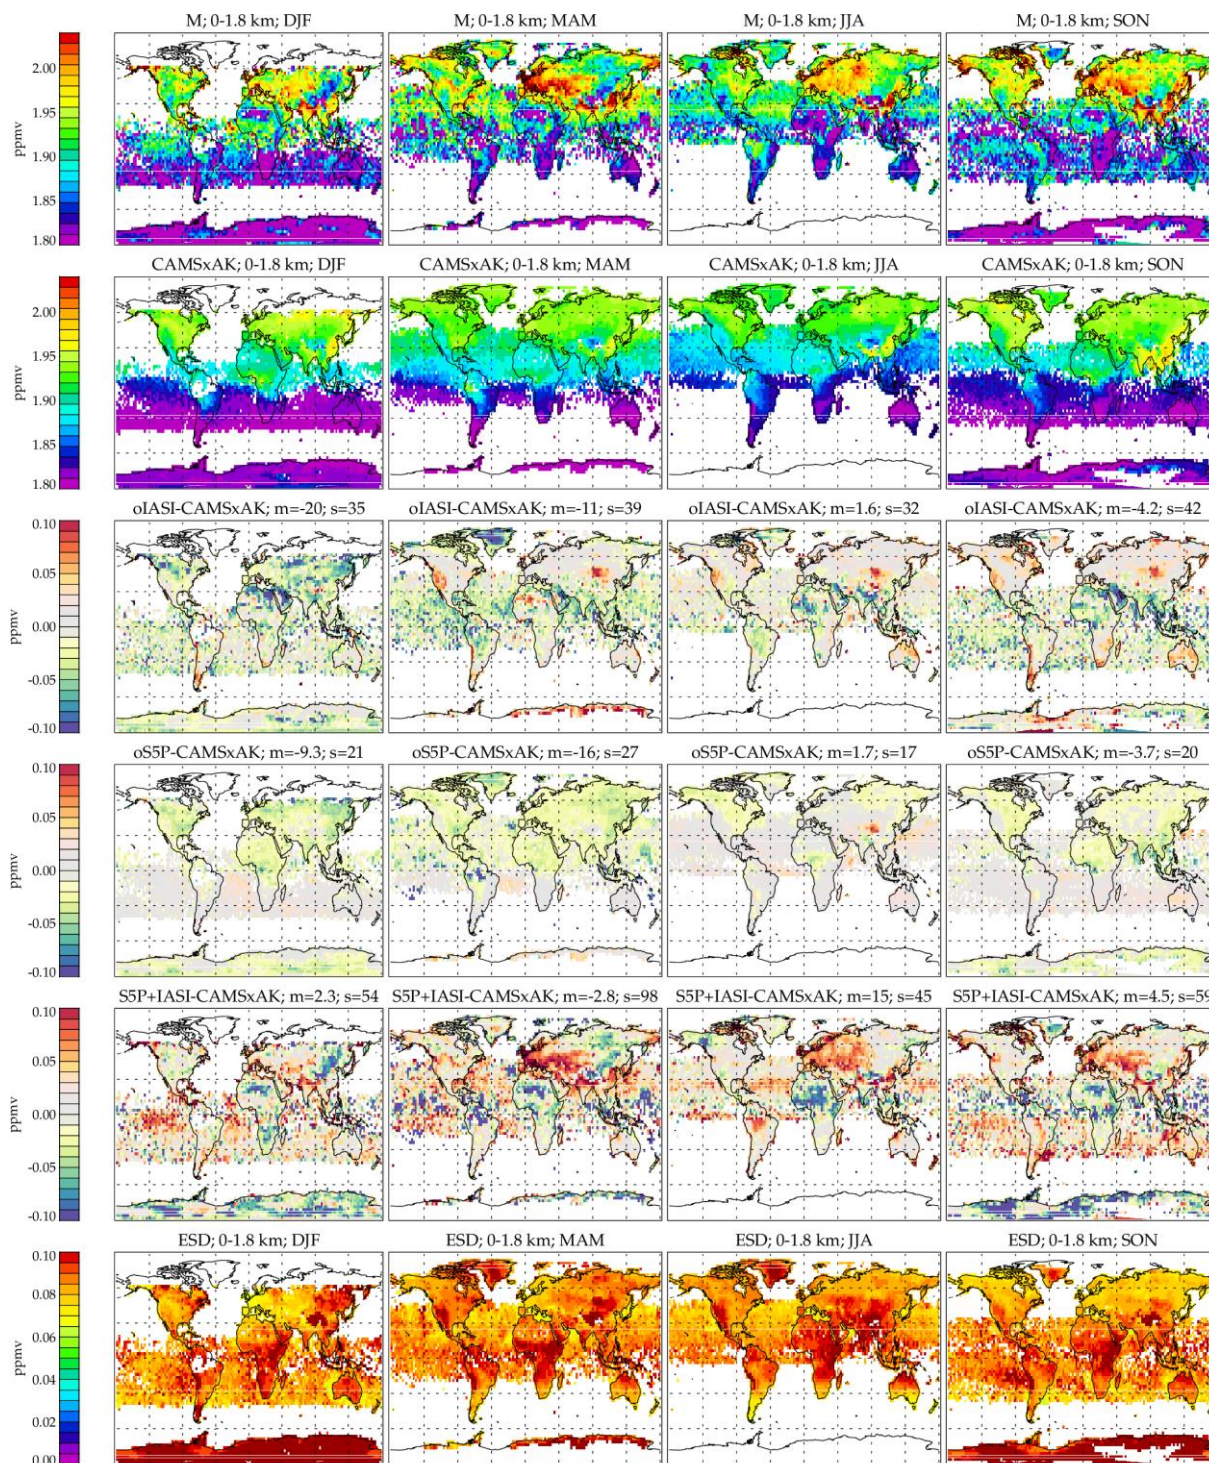 M; 0-1.8 km; DJF
M; 0-1.8 km; MAM
M; 0-1.8 km; JJA
M; 0-1.8 km; SON
2.00
1.95
1.90
1.85
1.80
ppmv
CAMSxAK; 0-1.8 km; DJF
CAMSxAK; 0-1.8 km; MAM
CAMSxAK; 0-1.8 km; JJA
CAMSxAK; 0-1.8 km; SON
2.00
1.95
1.90
1.85
1.80
ppmv
oIASI-CAMSxAK; m=-20; s=35
oIASI-CAMSxAK; m=-11; s=39
oIASI-CAMSxAK; m=1.6; s=32
oIASI-CAMSxAK; m=-4.2; s=42
0.10
0.05
0.00
-0.05
-0.10
ppmv
oS5P-CAMSxAK; m=-9.3; s=21
oS5P-CAMSxAK; m=-16; s=27
oS5P-CAMSxAK; m=1.7; s=17
oS5P-CAMSxAK; m=-3.7; s=20
0.10
0.05
0.00
-0.05
-0.10
ppmv
S5P+IASI-CAMSxAK; m=2.3; s=54
S5P+IASI-CAMSxAK; m=-2.8; s=98
S5P+IASI-CAMSxAK; m=15; s=45
S5P+IASI-CAMSxAK; m=4.5; s=59
0.10
0.05
0.00
-0.05
-0.10
ppmv
ESD; 0-1.8 km; DJF
ESD; 0-1.8 km; MAM
ESD; 0-1.8 km; JJA
ESD; 0-1.8 km; SON
0.10
0.08
0.06
0.04
0.02
0.00
ppmv